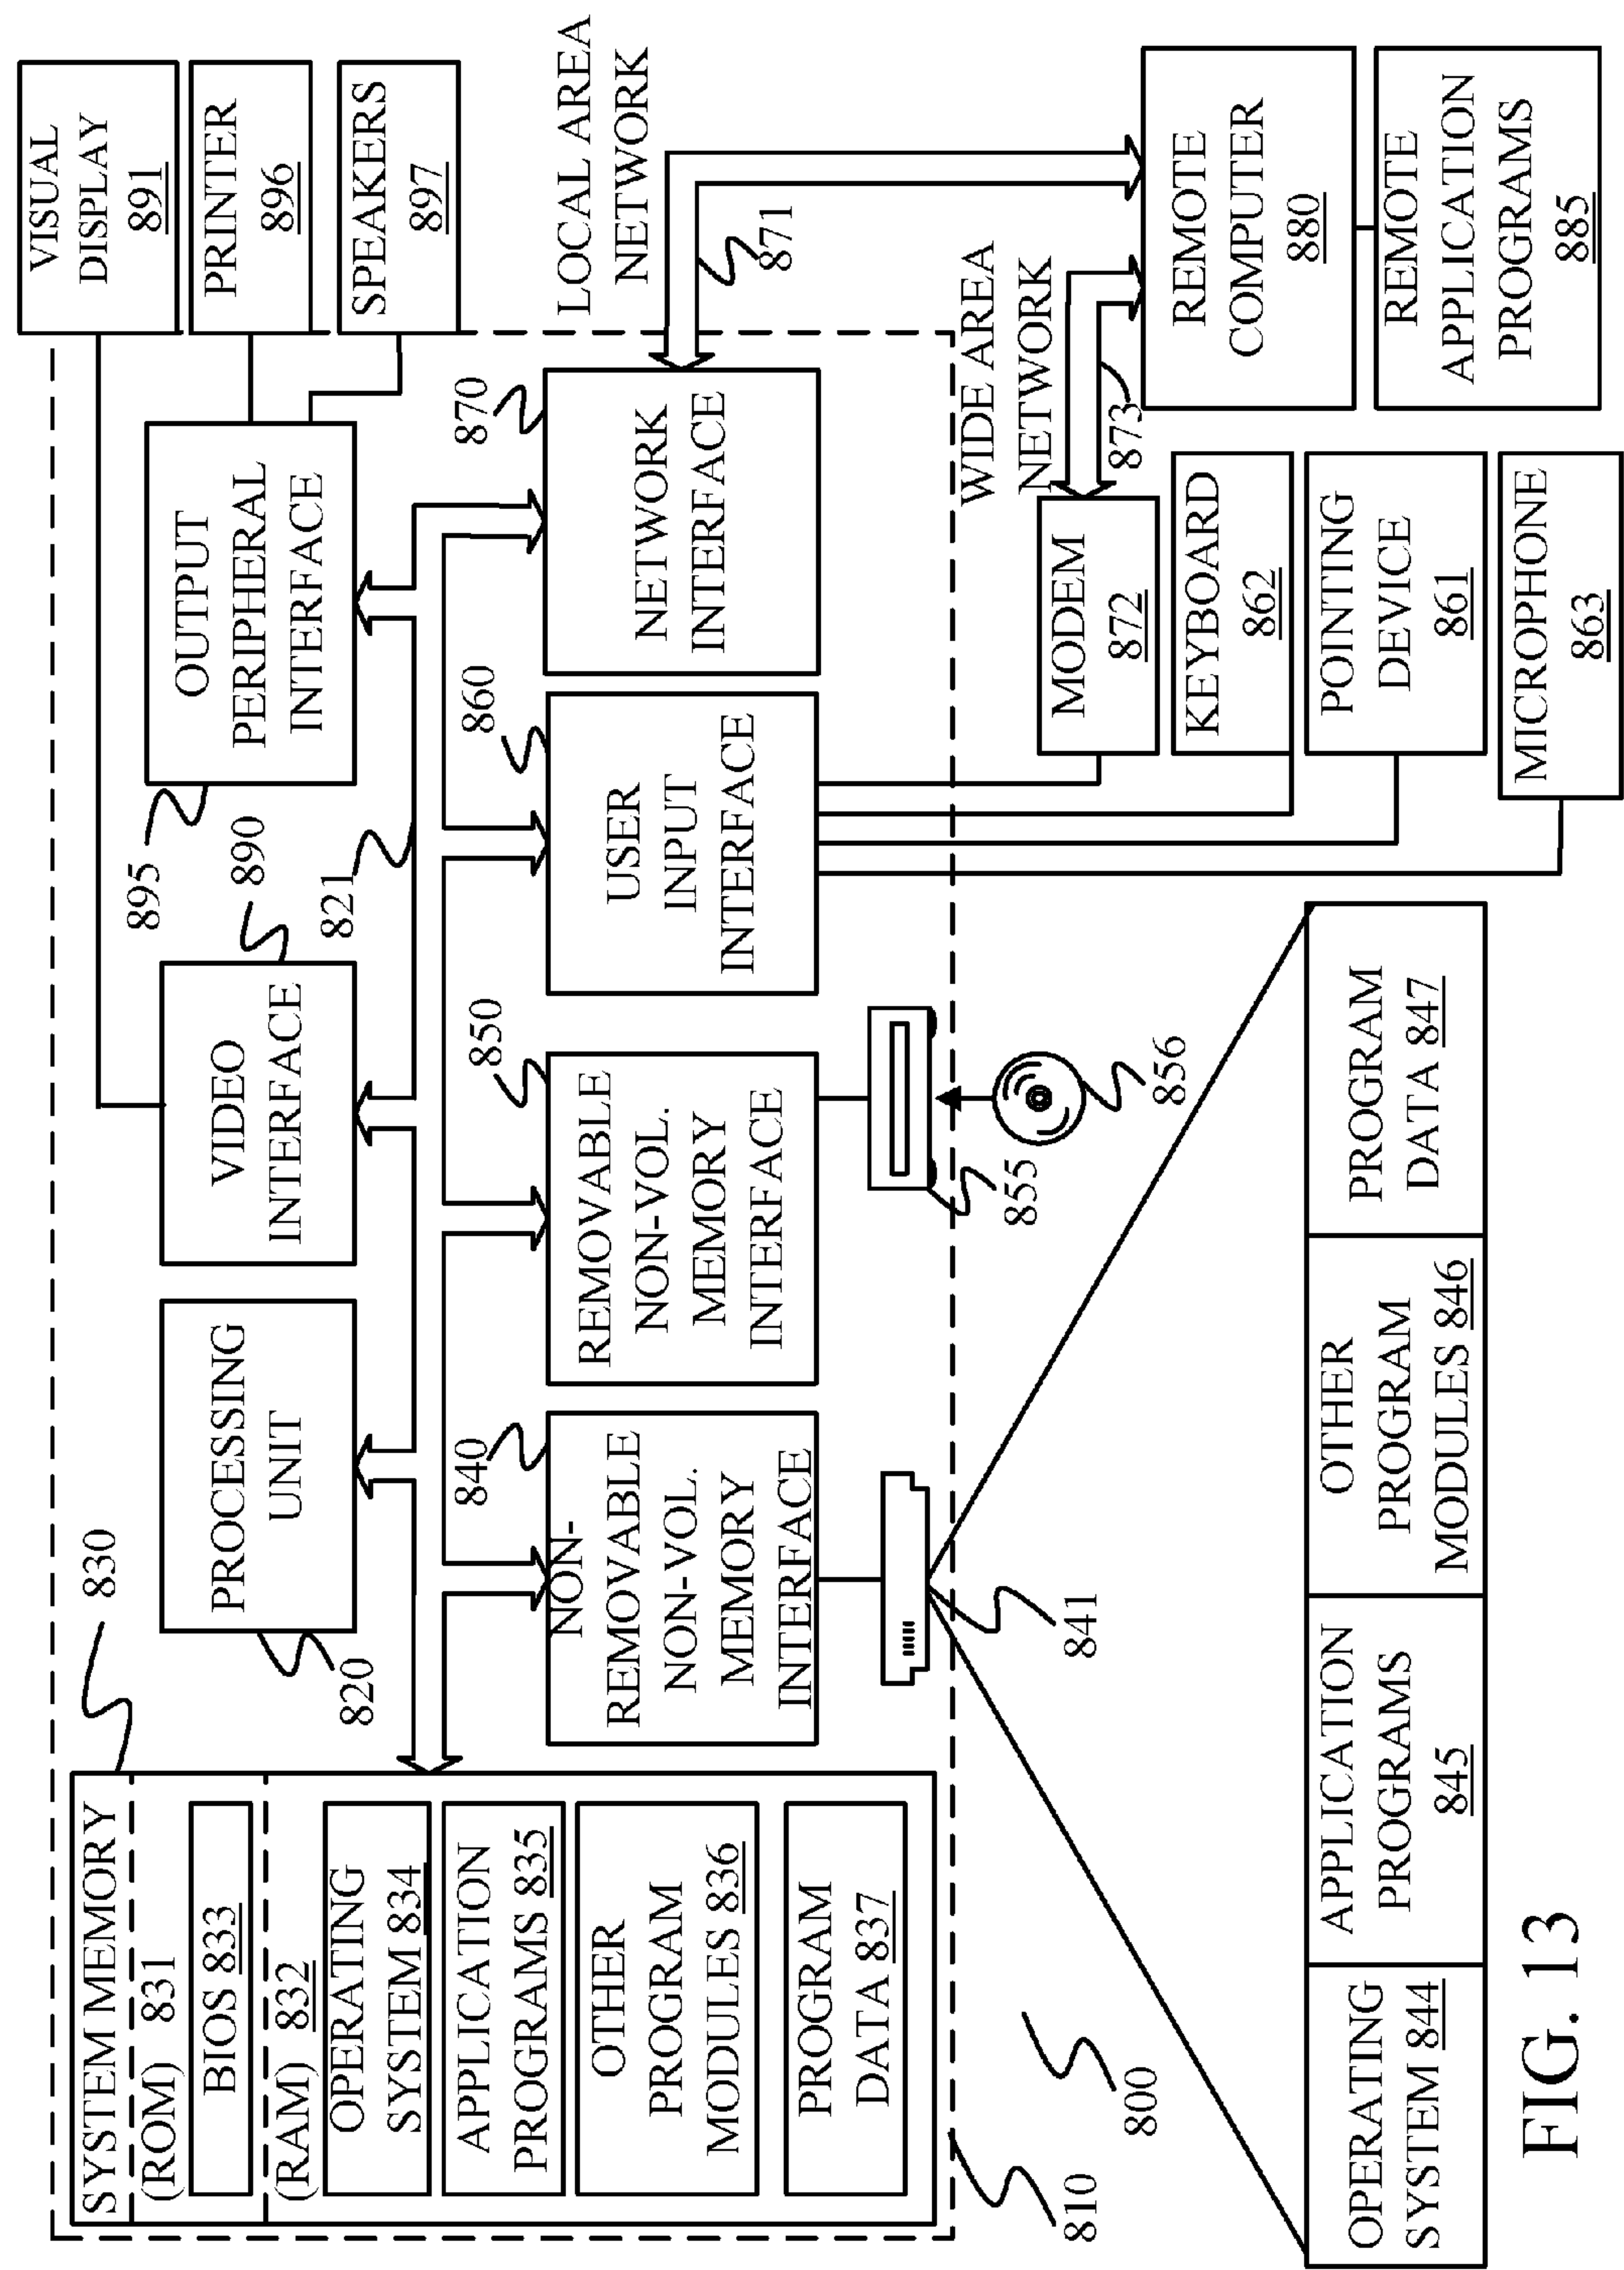 SYSTEM MEMORY
(ROM) 831
BIOS 833
(RAM) 832
OPERATING
SYSTEM 834
APPLICATION
PROGRAMS 835
OTHER
PROGRAM
MODULES 836
PROGRAM
DATA 837
830
820
PROCESSING
UNIT
VIDEO
INTERFACE
890
895
OUTPUT
PERIPHERAL
INTERFACE
821
VISUAL
DISPLAY
891
PRINTER
896
SPEAKERS
897
840
NON-
REMOVABLE
NON-VOL.
MEMORY
INTERFACE
850
REMOVABLE
NON-VOL.
MEMORY
INTERFACE
860
USER
INPUT
INTERFACE
870
NETWORK
INTERFACE
LOCAL AREA
NETWORK
871
WIDE AREA
NETWORK
873
810
800
841
855
856
MODEM
872
KEYBOARD
862
POINTING
DEVICE
861
MICROPHONE
863
REMOTE
COMPUTER
880
REMOTE
APPLICATION
PROGRAMS
885
OPERATING
SYSTEM 844
APPLICATION
PROGRAMS
845
OTHER
PROGRAM
MODULES 846
PROGRAM
DATA 847
FIG. 13